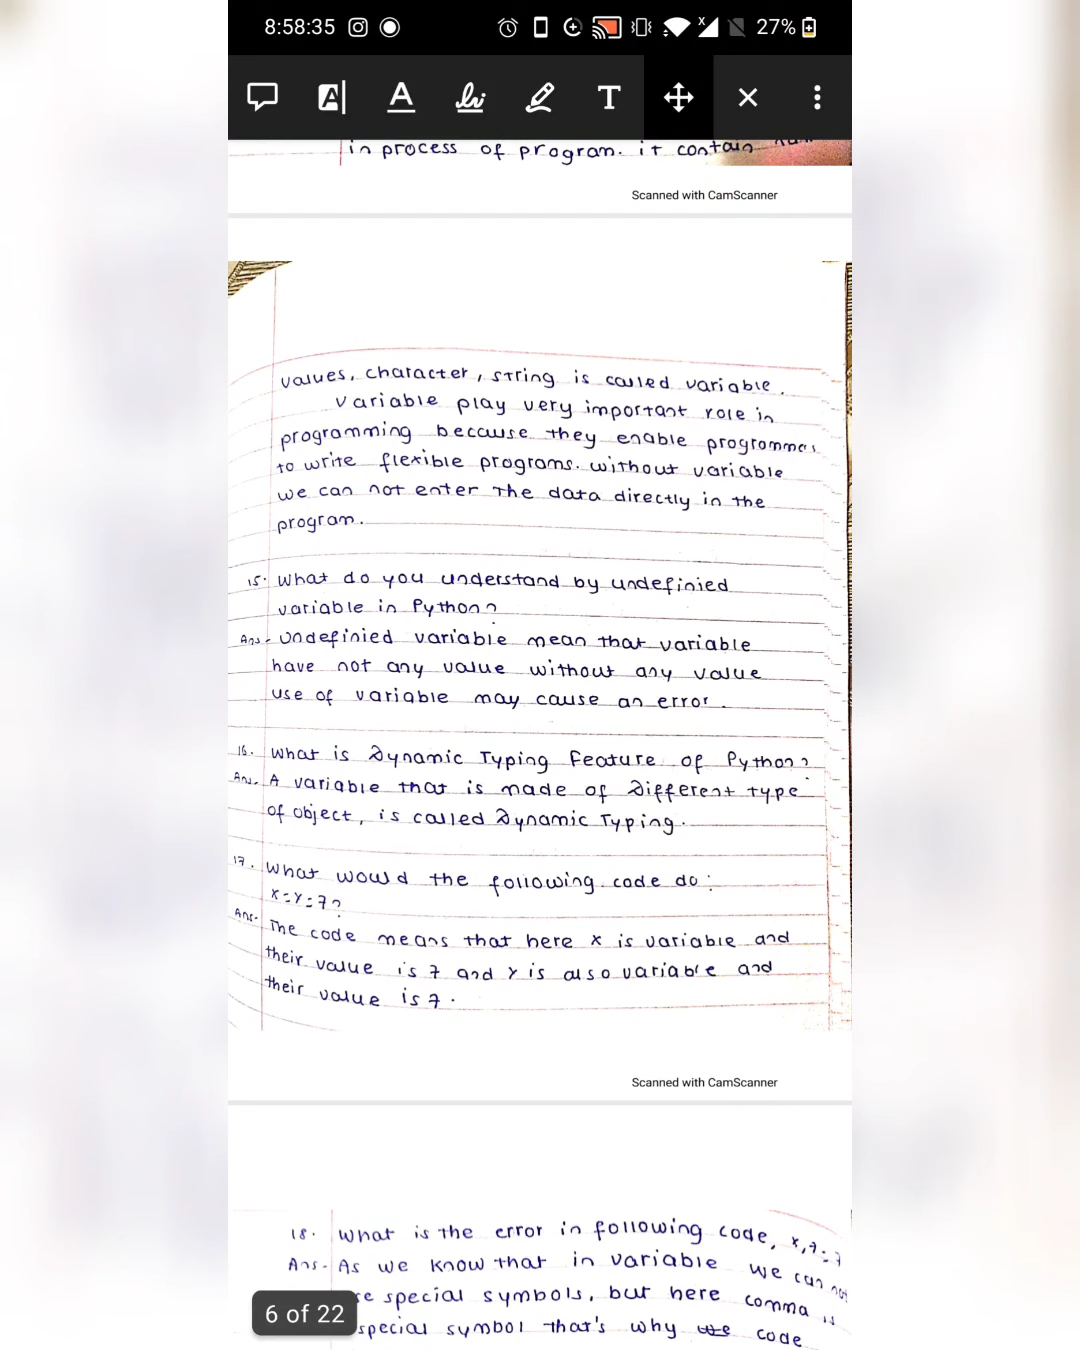 8:58:35
27%
A
A
T
in process of program. it contain
Scanned with CamScanner
values, character, string is called variable.
Variable play very important role in
programming because they enable programmers
to write flexible programs. without variable
we can not enter the data directly in the
program.
15. What do you understand by undefinied
variable in Python?
Ans- Undefinied variable mean that variable
have not any value without any value
use of variable may cause an error.
16. What is Dynamic Typing Feature of Python?
Ans. A variable that is made of Different type
of object, is called Dynamic Typing.
17. What would the following code do:
X=Y=7?
Ans- The code means that here x is variable and
their value is 7 and Y is also variable and
their value is 7.
Scanned with CamScanner
18. What is the error in following code,
Ans- As we know that in variable we can not
special symbols, but here comma is
special symbol that's why code
6 of 22